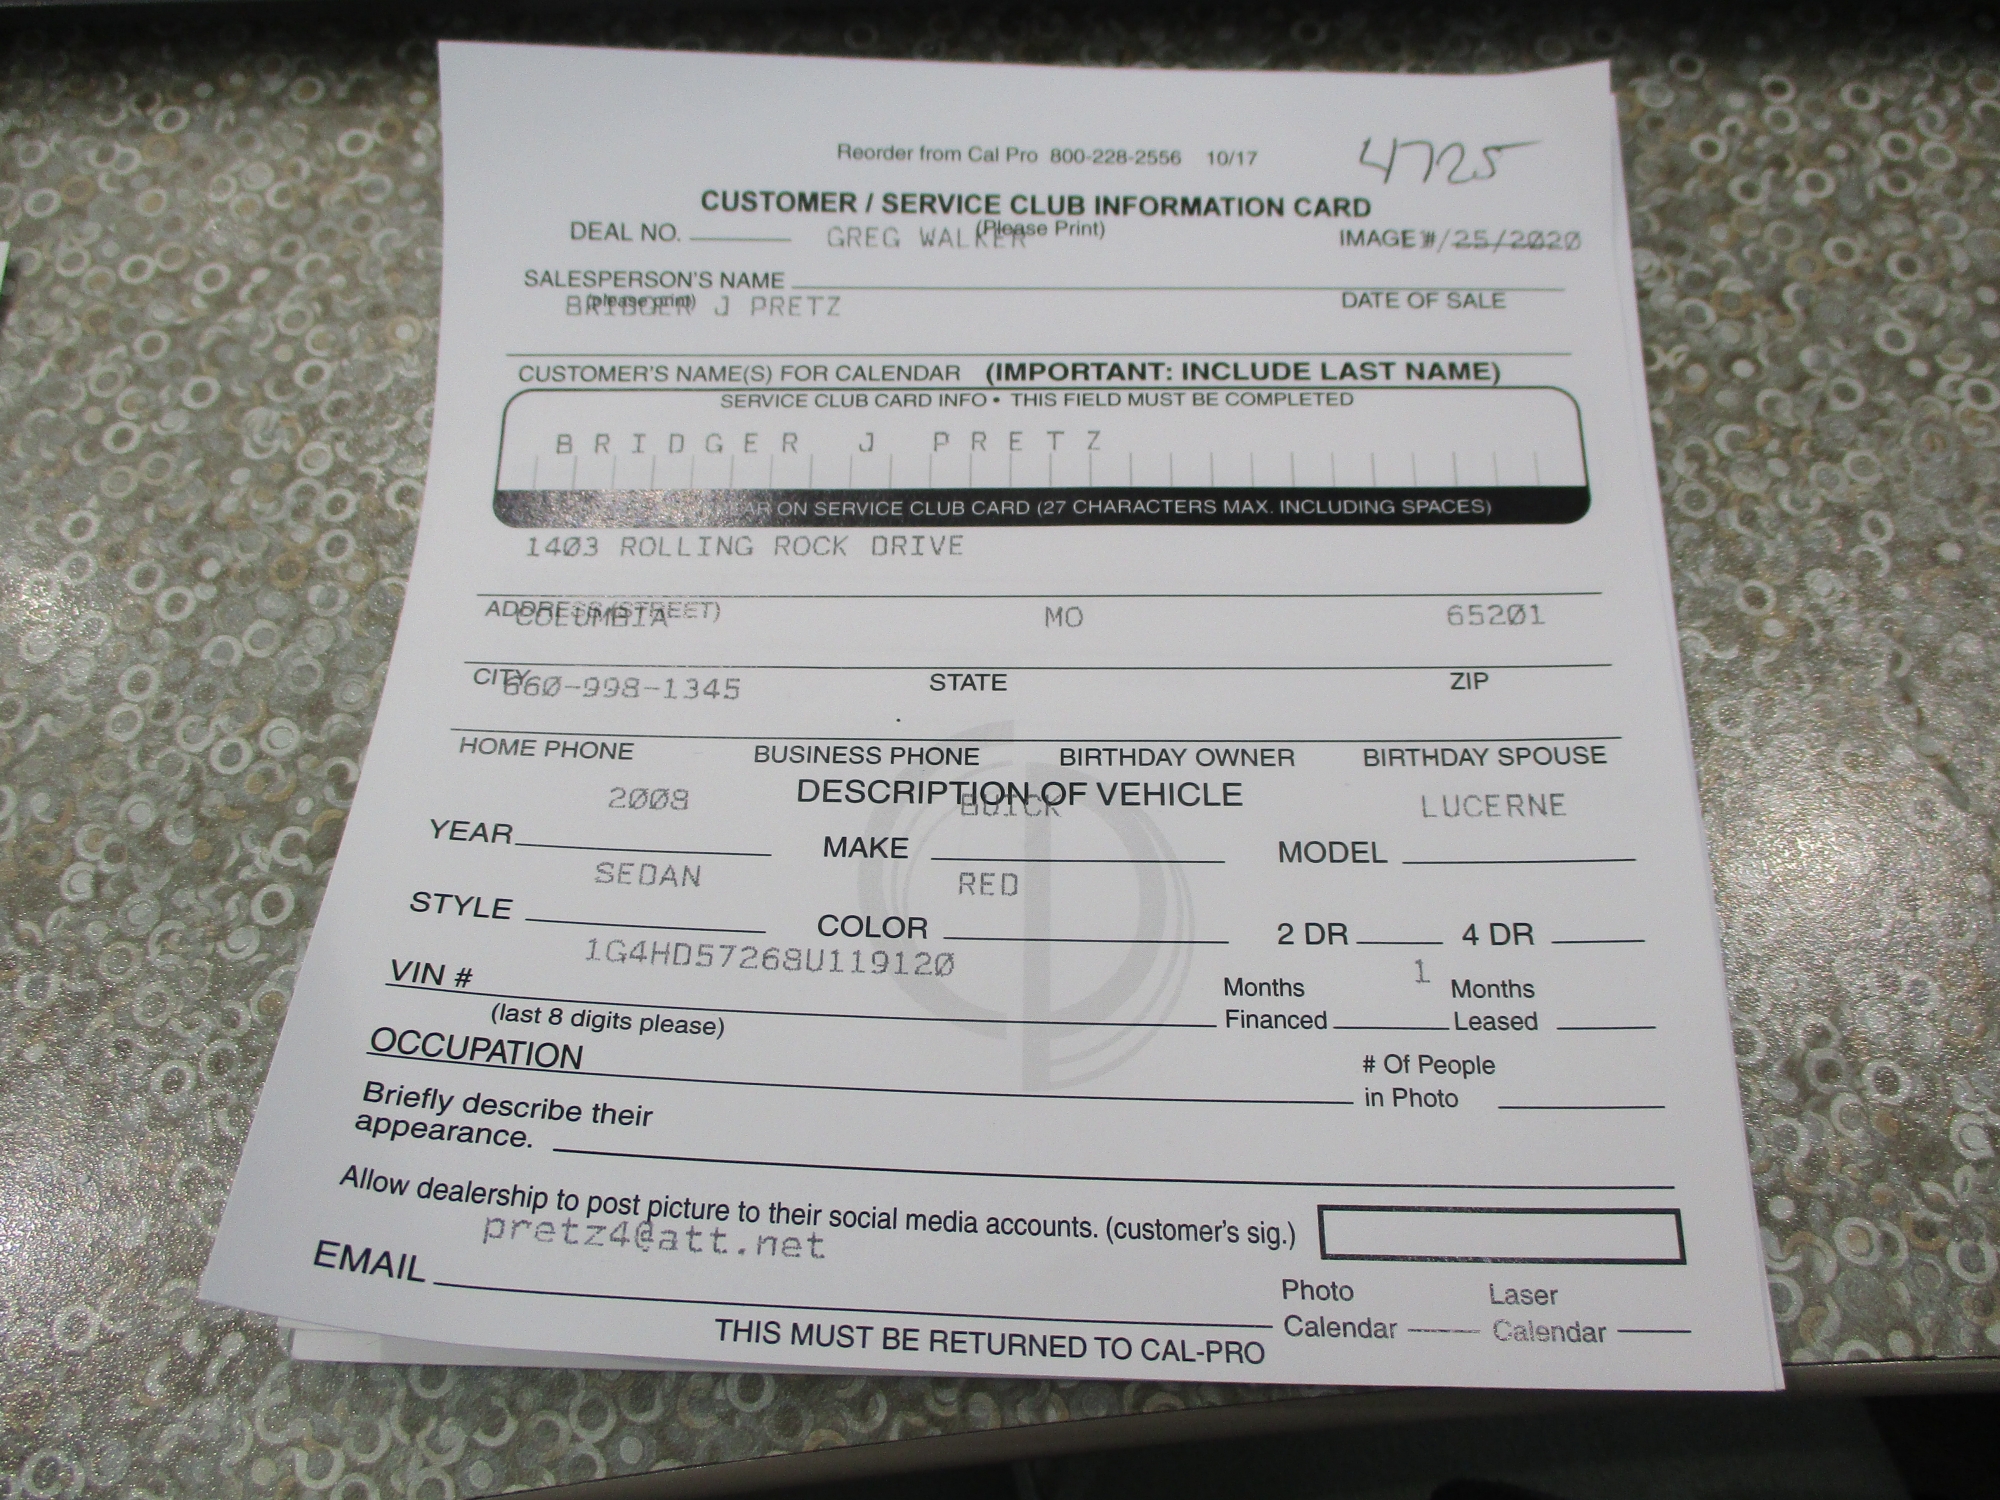 Reorder from Cal Pro 800-228-2556 10/17
4725
CUSTOMER / SERVICE CLUB INFORMATION CARD
(Please Print)
DEAL NO. GREG WALKER IMAGE # /25/2020
SALESPERSON'S NAME
(please print) DATE OF SALE
BRIDGER J PRETZ
CUSTOMER'S NAME(S) FOR CALENDAR (IMPORTANT: INCLUDE LAST NAME)
SERVICE CLUB CARD INFO • THIS FIELD MUST BE COMPLETED
BRIDGER J PRETZ
ON SERVICE CLUB CARD (27 CHARACTERS MAX. INCLUDING SPACES)
1403 ROLLING ROCK DRIVE
ADDRESS (STREET)
COLUMBIA MO 65201
CITY STATE ZIP
660-998-1345
HOME PHONE BUSINESS PHONE BIRTHDAY OWNER BIRTHDAY SPOUSE
DESCRIPTION OF VEHICLE
2008 BUICK LUCERNE
YEAR MAKE MODEL
SEDAN RED
STYLE COLOR 2 DR 4 DR
1G4HD57268U119120
VIN #
(last 8 digits please)
1
Months Financed Months Leased
OCCUPATION
# Of People in Photo
Briefly describe their
appearance.
Allow dealership to post picture to their social media accounts. (customer's sig.)
pretz4@att.net
EMAIL
Photo Calendar Laser Calendar
THIS MUST BE RETURNED TO CAL-PRO